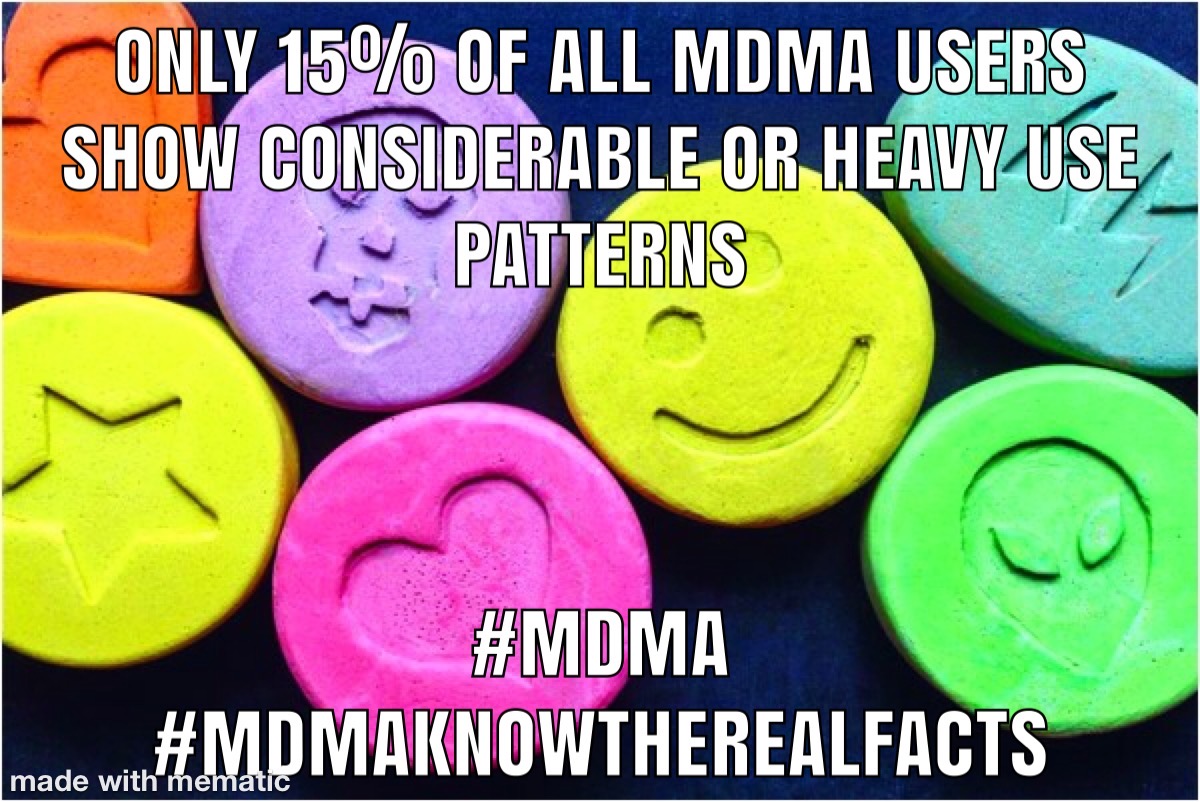 ONLY 15% OF ALL MDMA USERS
SHOW CONSIDERABLE OR HEAVY USE
PATTERNS
#MDMA
#MDMAKNOWTHEREALFACTS
made with mematic